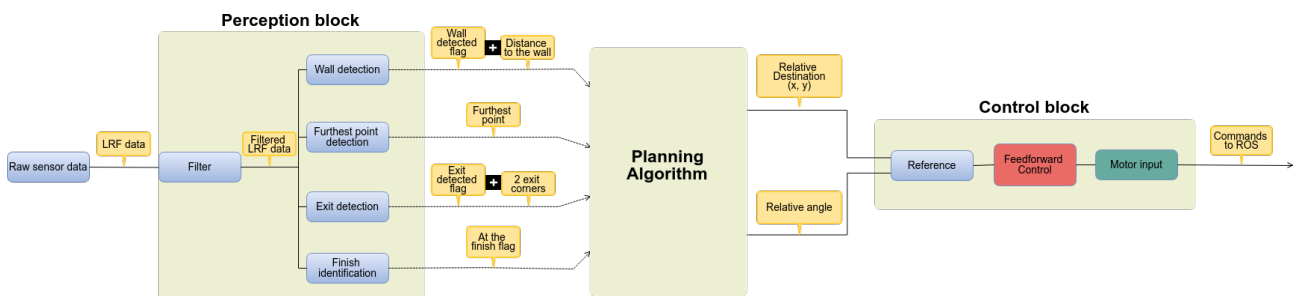 Perception block
Wall
detected
flag
+
Distance
to the wall
Wall detection
Relative
Destination
(x, y)
Furthest
point
Control block
LRF data
Filtered
LRF data
Furthest point
detection
Commands
to ROS
Raw sensor data
Filter
Planning
Algorithm
Reference
Feedforward
Control
Motor input
Exit
detected
flag
+
2 exit
corners
Exit detection
Relative angle
At the
finish flag
Finish
identification